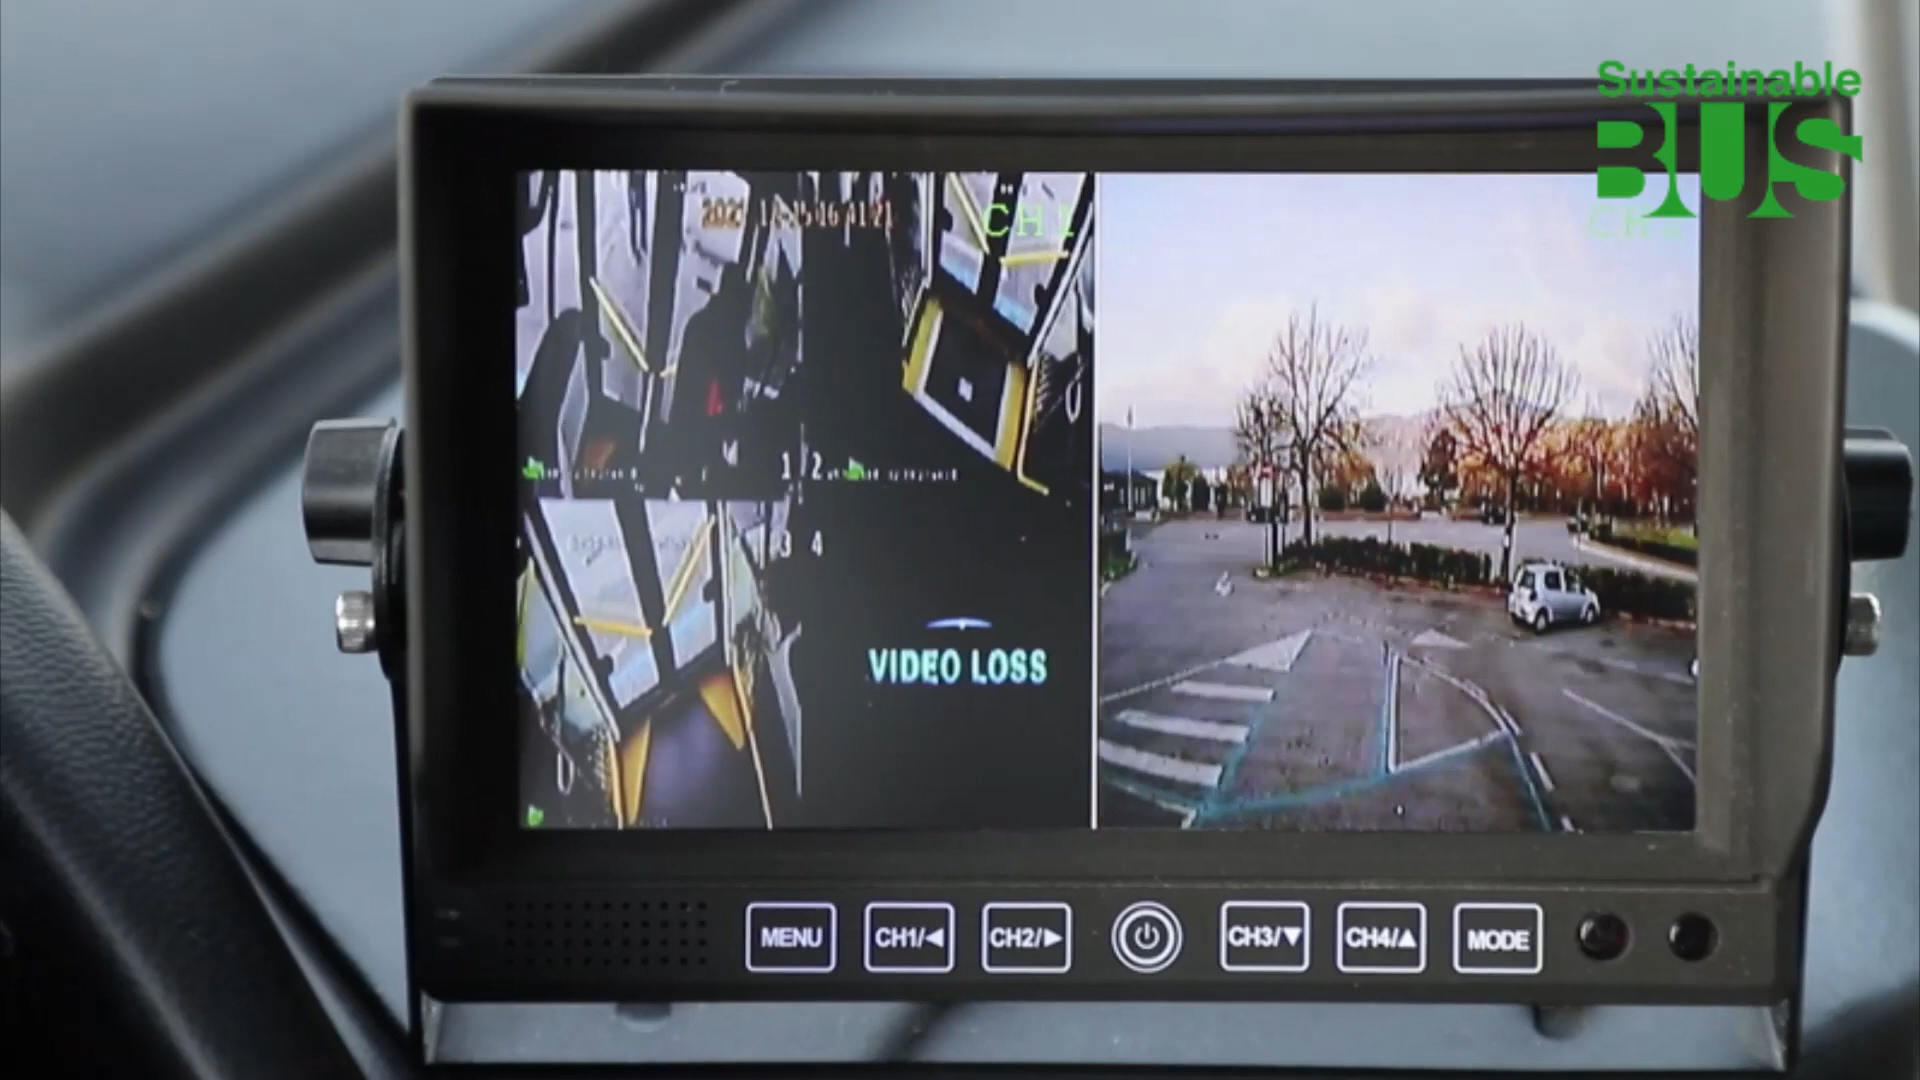 Sustainable
BUS
CH1
1 2
3 4
VIDEO LOSS
MENU
CH1/◀
CH2/▶
CH3/▼
CH4/▲
MODE